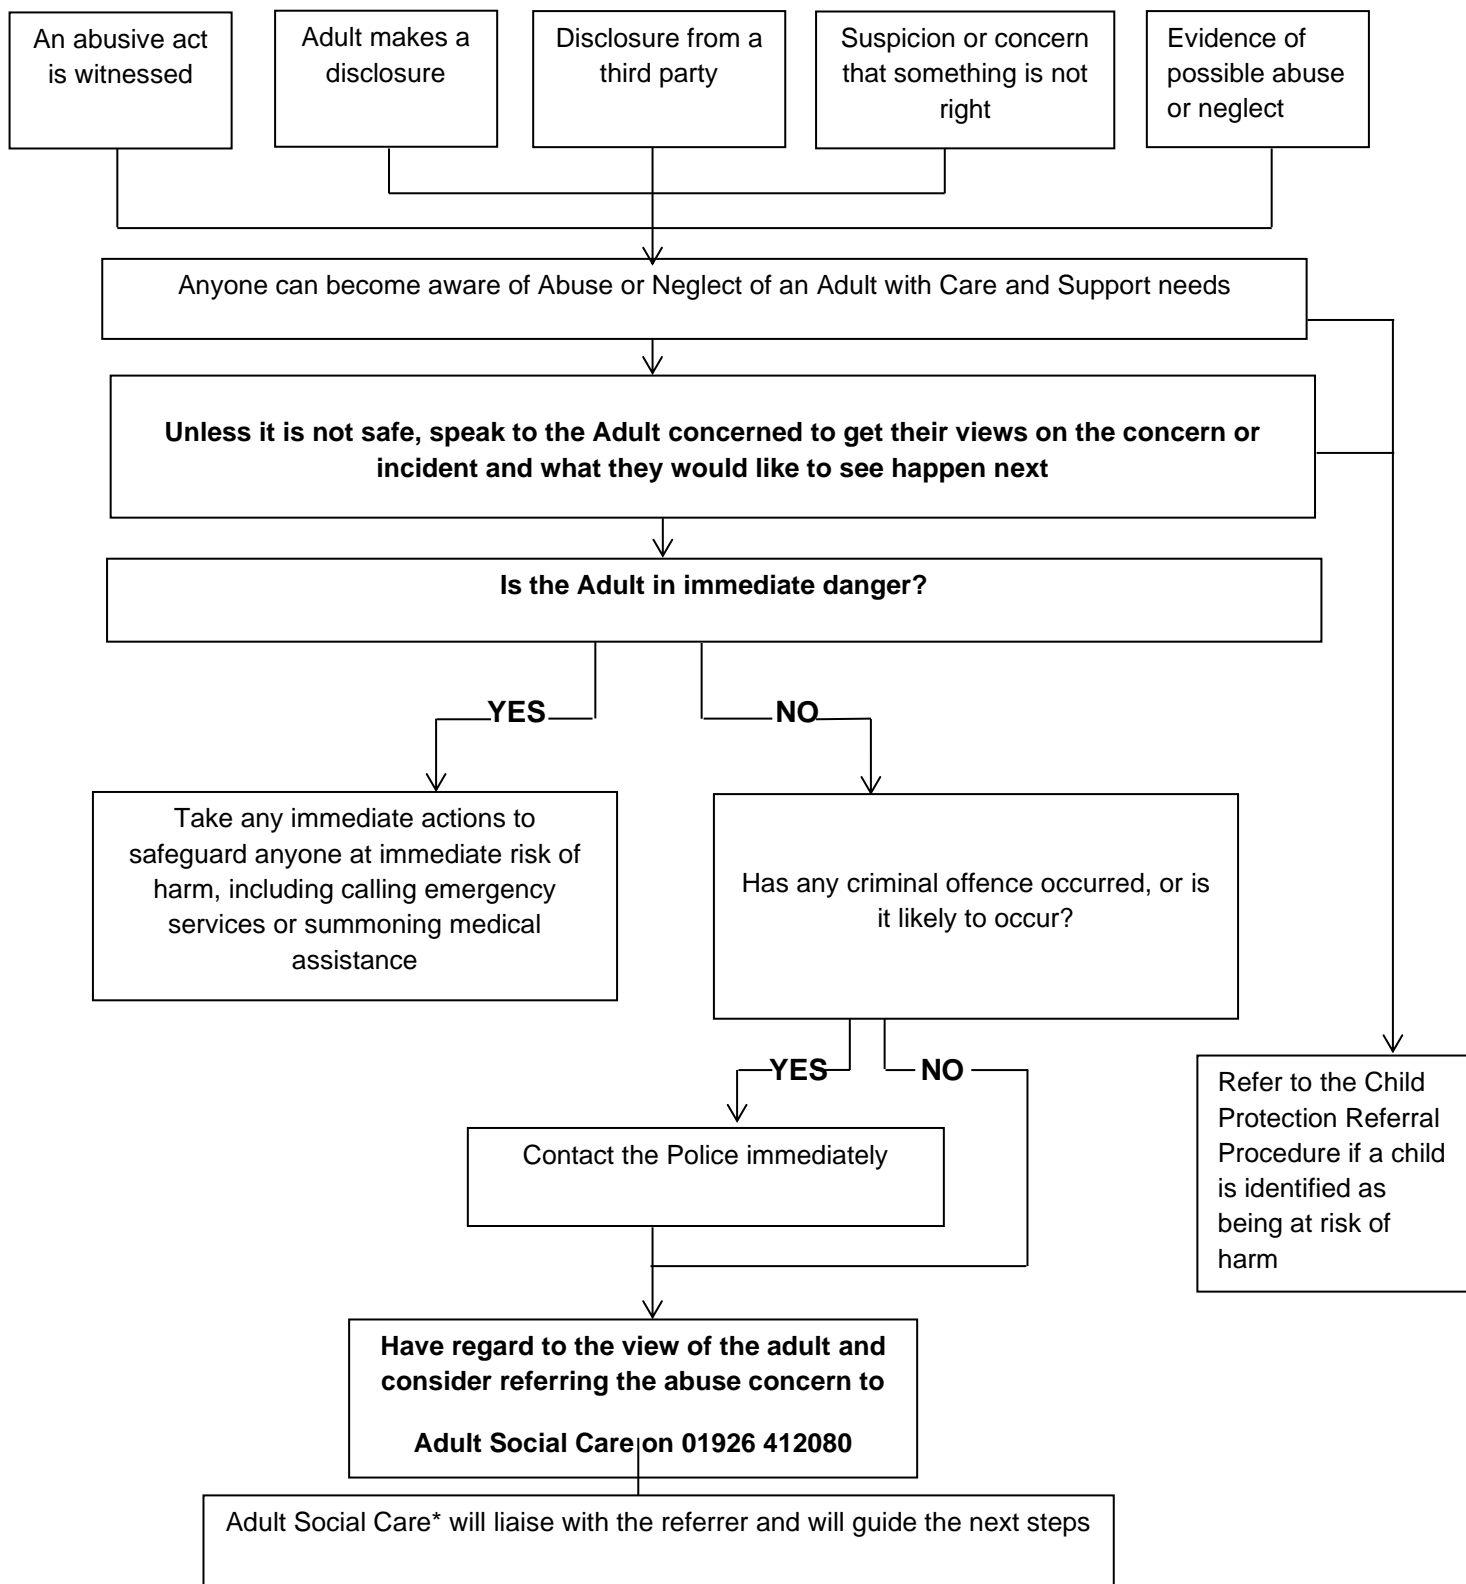 An abusive act
is witnessed
Adult makes a
disclosure
Disclosure from a
third party
Suspicion or concern
that something is not
right
Evidence of
possible abuse
or neglect
Anyone can become aware of Abuse or Neglect of an Adult with Care and Support needs
Unless it is not safe, speak to the Adult concerned to get their views on the concern or
incident and what they would like to see happen next
Is the Adult in immediate danger?
YES
NO
Take any immediate actions to
safeguard anyone at immediate risk of
harm, including calling emergency
services or summoning medical
assistance
Has any criminal offence occurred, or is
it likely to occur?
YES
NO
Contact the Police immediately
Refer to the Child
Protection Referral
Procedure if a child
is identified as
being at risk of
harm
Have regard to the view of the adult and
consider referring the abuse concern to
Adult Social Care on 01926 412080
Adult Social Care* will liaise with the referrer and will guide the next steps